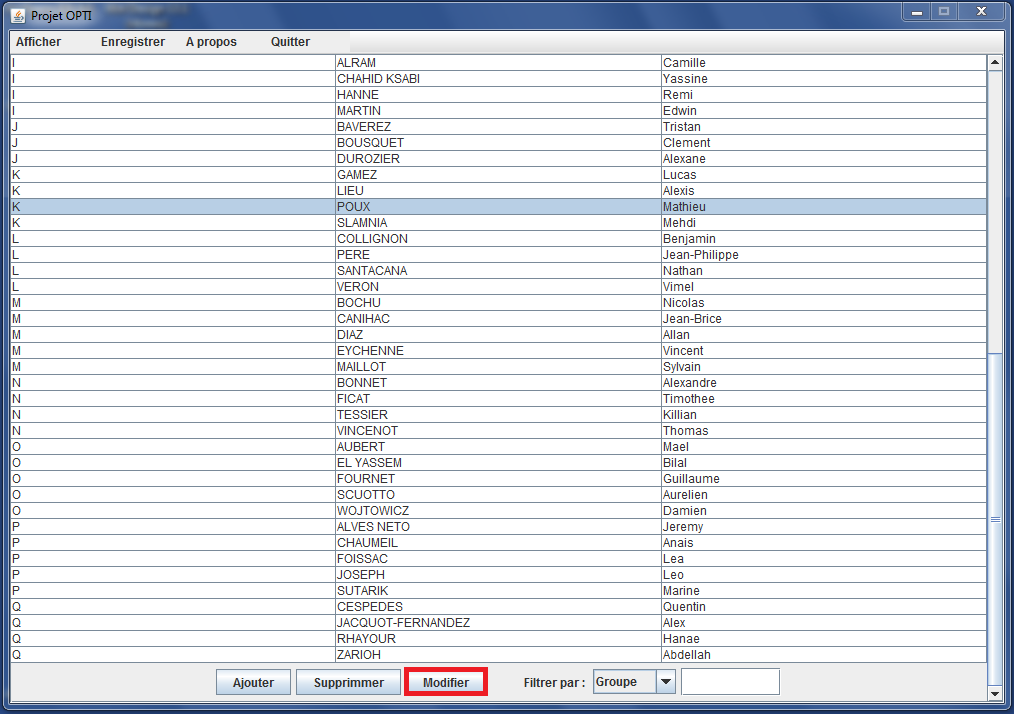 Projet OPTI
Afficher Enregistrer A propos Quitter
I ALRAM Camille
I CHAHID KSABI Yassine
I HANNE Remi
I MARTIN Edwin
J BAVEREZ Tristan
J BOUSQUET Clement
J DUROZIER Alexane
K GAMEZ Lucas
K LIEU Alexis
K POUX Mathieu
K SLAMNIA Mehdi
L COLLIGNON Benjamin
L PERE Jean-Philippe
L SANTACANA Nathan
L VERON Vimel
M BOCHU Nicolas
M CANIHAC Jean-Brice
M DIAZ Allan
M EYCHENNE Vincent
M MAILLOT Sylvain
N BONNET Alexandre
N FICAT Timothee
N TESSIER Killian
N VINCENOT Thomas
O AUBERT Mael
O EL YASSEM Bilal
O FOURNET Guillaume
O SCUOTTO Aurelien
O WOJTOWICZ Damien
P ALVES NETO Jeremy
P CHAUMEIL Anais
P FOISSAC Lea
P JOSEPH Leo
P SUTARIK Marine
Q CESPEDES Quentin
Q JACQUOT-FERNANDEZ Alex
Q RHAYOUR Hanae
Q ZARIOH Abdellah
Ajouter Supprimmer Modifier Filtrer par : Groupe